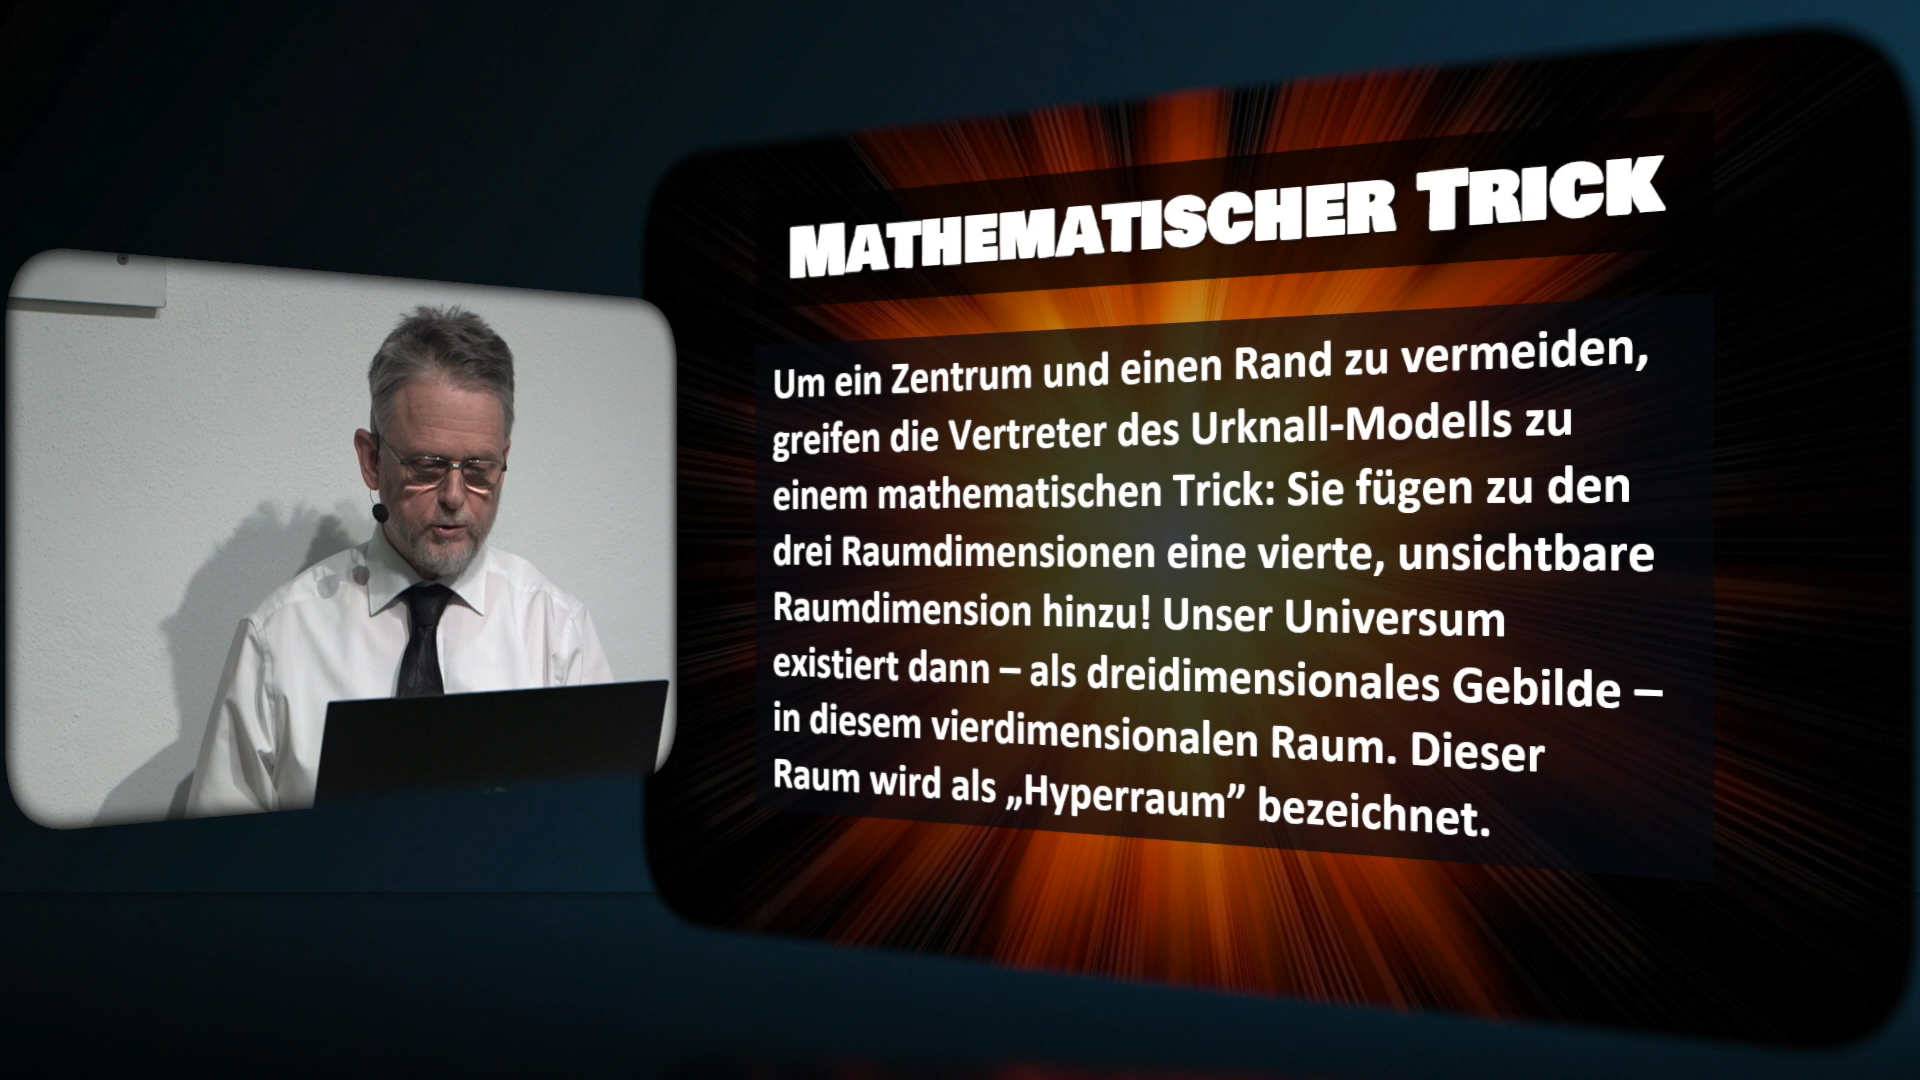 Mathematischer Trick
Um ein Zentrum und einen Rand zu vermeiden,
greifen die Vertreter des Urknall-Modells zu
einem mathematischen Trick: Sie fügen zu den
drei Raumdimensionen eine vierte, unsichtbare
Raumdimension hinzu! Unser Universum
existiert dann – als dreidimensionales Gebilde –
in diesem vierdimensionalen Raum. Dieser
Raum wird als „Hyperraum” bezeichnet.